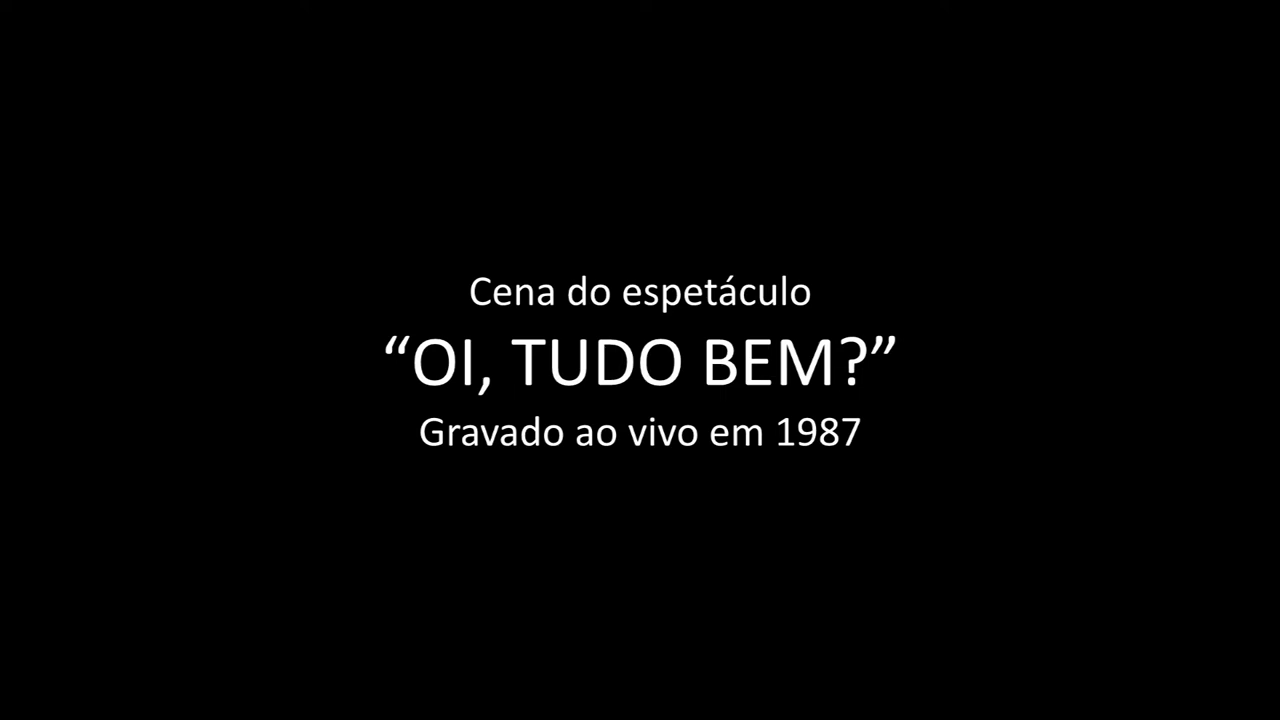 Cena do espetáculo
“OI, TUDO BEM?”
Gravado ao vivo em 1987